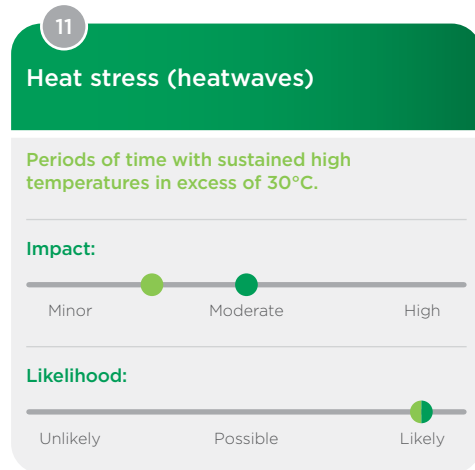 11
Heat stress (heatwaves)
Periods of time with sustained high
temperatures in excess of 30°C.
Impact:
Minor Moderate High
Likelihood:
Unlikely Possible Likely